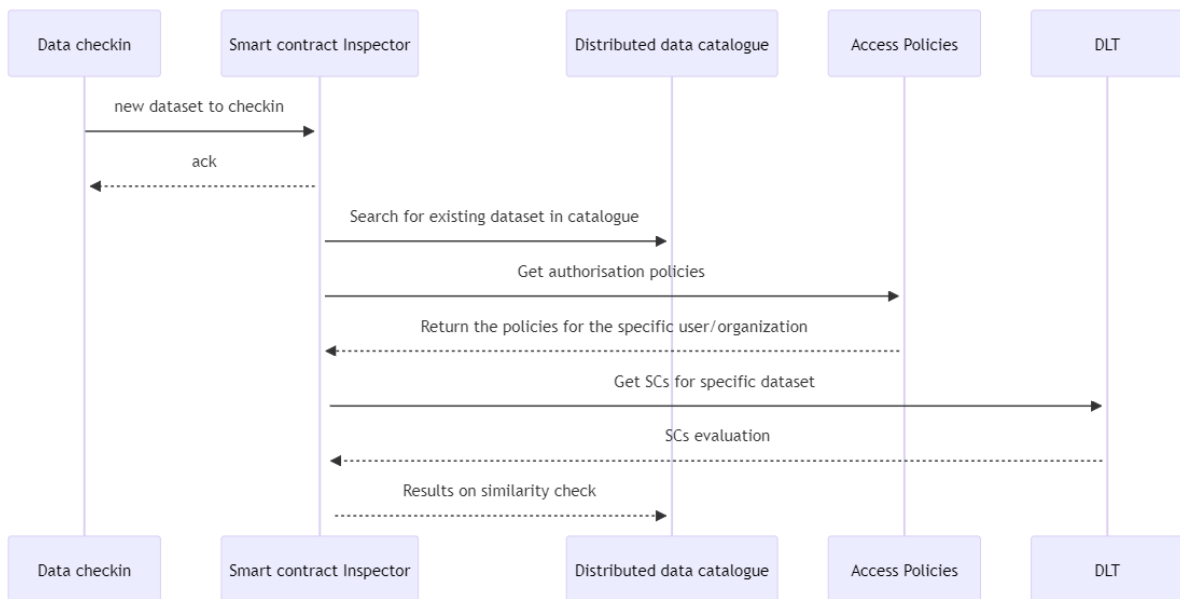 Data checkin
Smart contract Inspector
Distributed data catalogue
Access Policies
DLT
new dataset to checkin
ack
Search for existing dataset in catalogue
Get authorisation policies
Return the policies for the specific user/organization
Get SCs for specific dataset
SCs evaluation
Results on similarity check
Data checkin
Smart contract Inspector
Distributed data catalogue
Access Policies
DLT